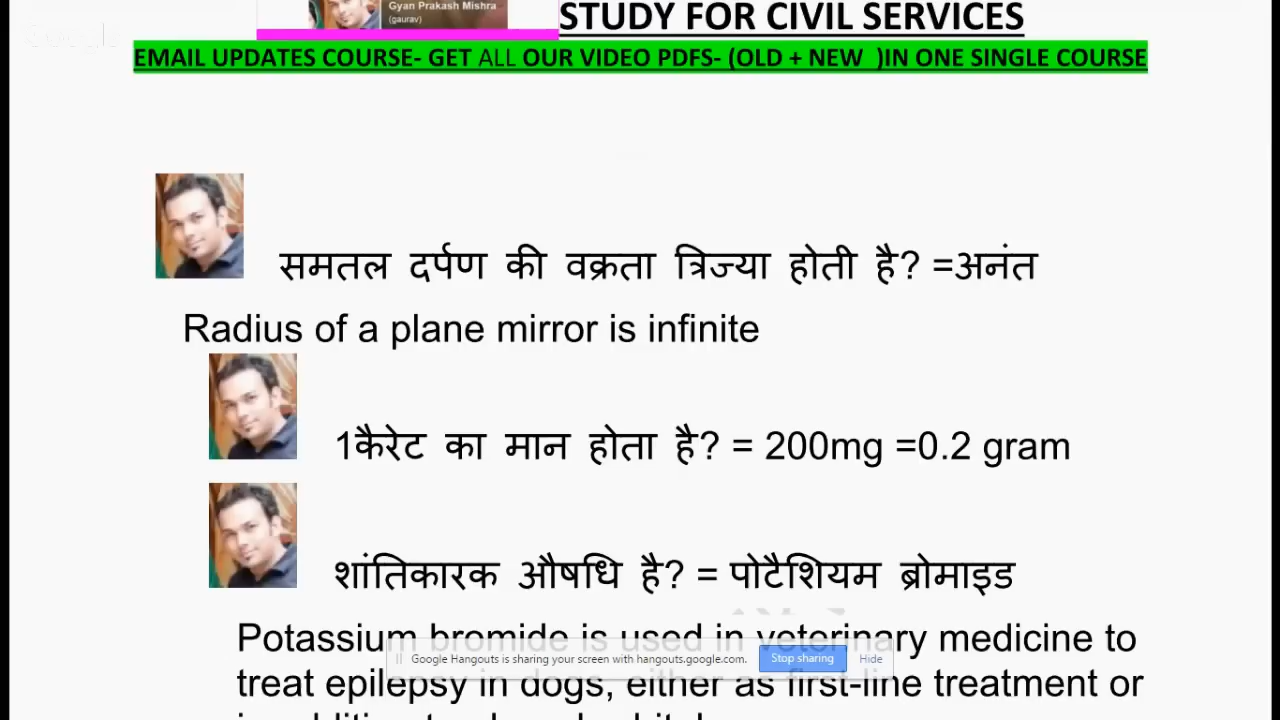 Gyan Prakash Mishra
(gaurav)
STUDY FOR CIVIL SERVICES
EMAIL UPDATES COURSE- GET ALL OUR VIDEO PDFS- (OLD + NEW )IN ONE SINGLE COURSE
समतल दर्पण की वक्रता त्रिज्या होती है? =अनंत
Radius of a plane mirror is infinite
1कैरेट का मान होता है? = 200mg =0.2 gram
शांतिकारक औषधि है? = पोटैशियम ब्रोमाइड
Potassium bromide is used in veterinary medicine to
Google Hangouts is sharing your screen with hangouts.google.com. Stop sharing Hide
treat epilepsy in dogs, either as first-line treatment or